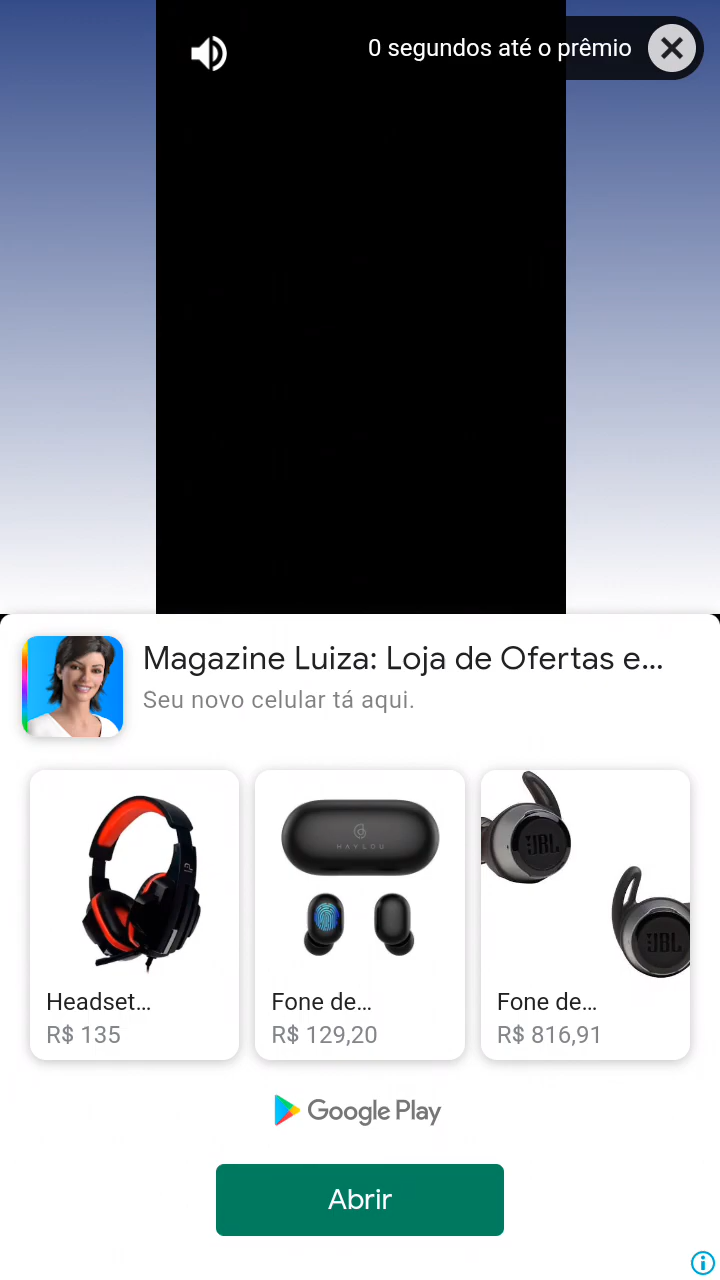 0 segundos até o prêmio
Magazine Luiza: Loja de Ofertas e...
Seu novo celular tá aqui.
HAYLOU
JBL
JBL
Headset...
R$ 135
Fone de...
R$ 129,20
Fone de...
R$ 816,91
Google Play
Abrir